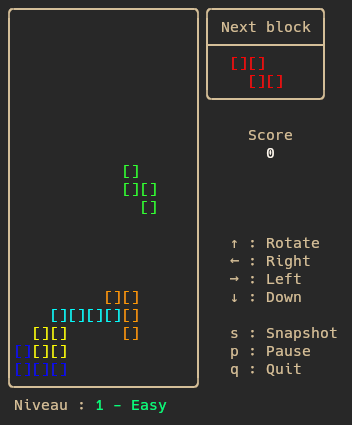 Next block
[][]
[][]
Score
0
[]
[][]
[]
↑ : Rotate
← : Right
→ : Left
↓ : Down
[][]
[][][][][]
[][] []
[][][]
[][][]
s : Snapshot
p : Pause
q : Quit
Niveau : 1 - Easy